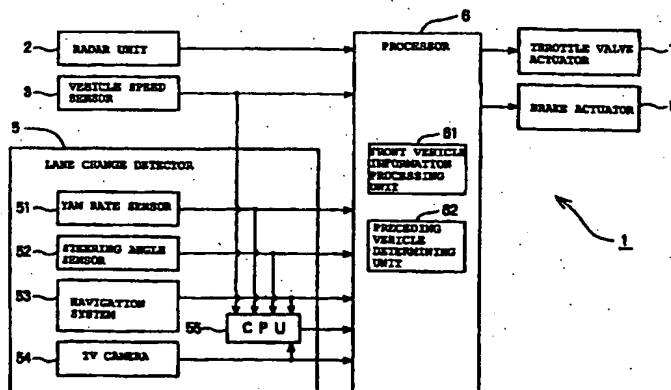 6
2
RADAR UNIT
PROCESSOR
THROTTLE VALVE
ACTUATOR
VEHICLE SPEED
SENSOR
BRAKE ACTUATOR
5
LANE CHANGE DETECTOR
61
FRONT VEHICLE
INFORMATION
PROCESSING
UNIT
51
YAW RATE SENSOR
62
PRECEDING
VEHICLE
DETERMINING
UNIT
1
52
STEERING ANGLE
SENSOR
53
NAVIGATION
SYSTEM
55
CPU
54
TV CAMERA